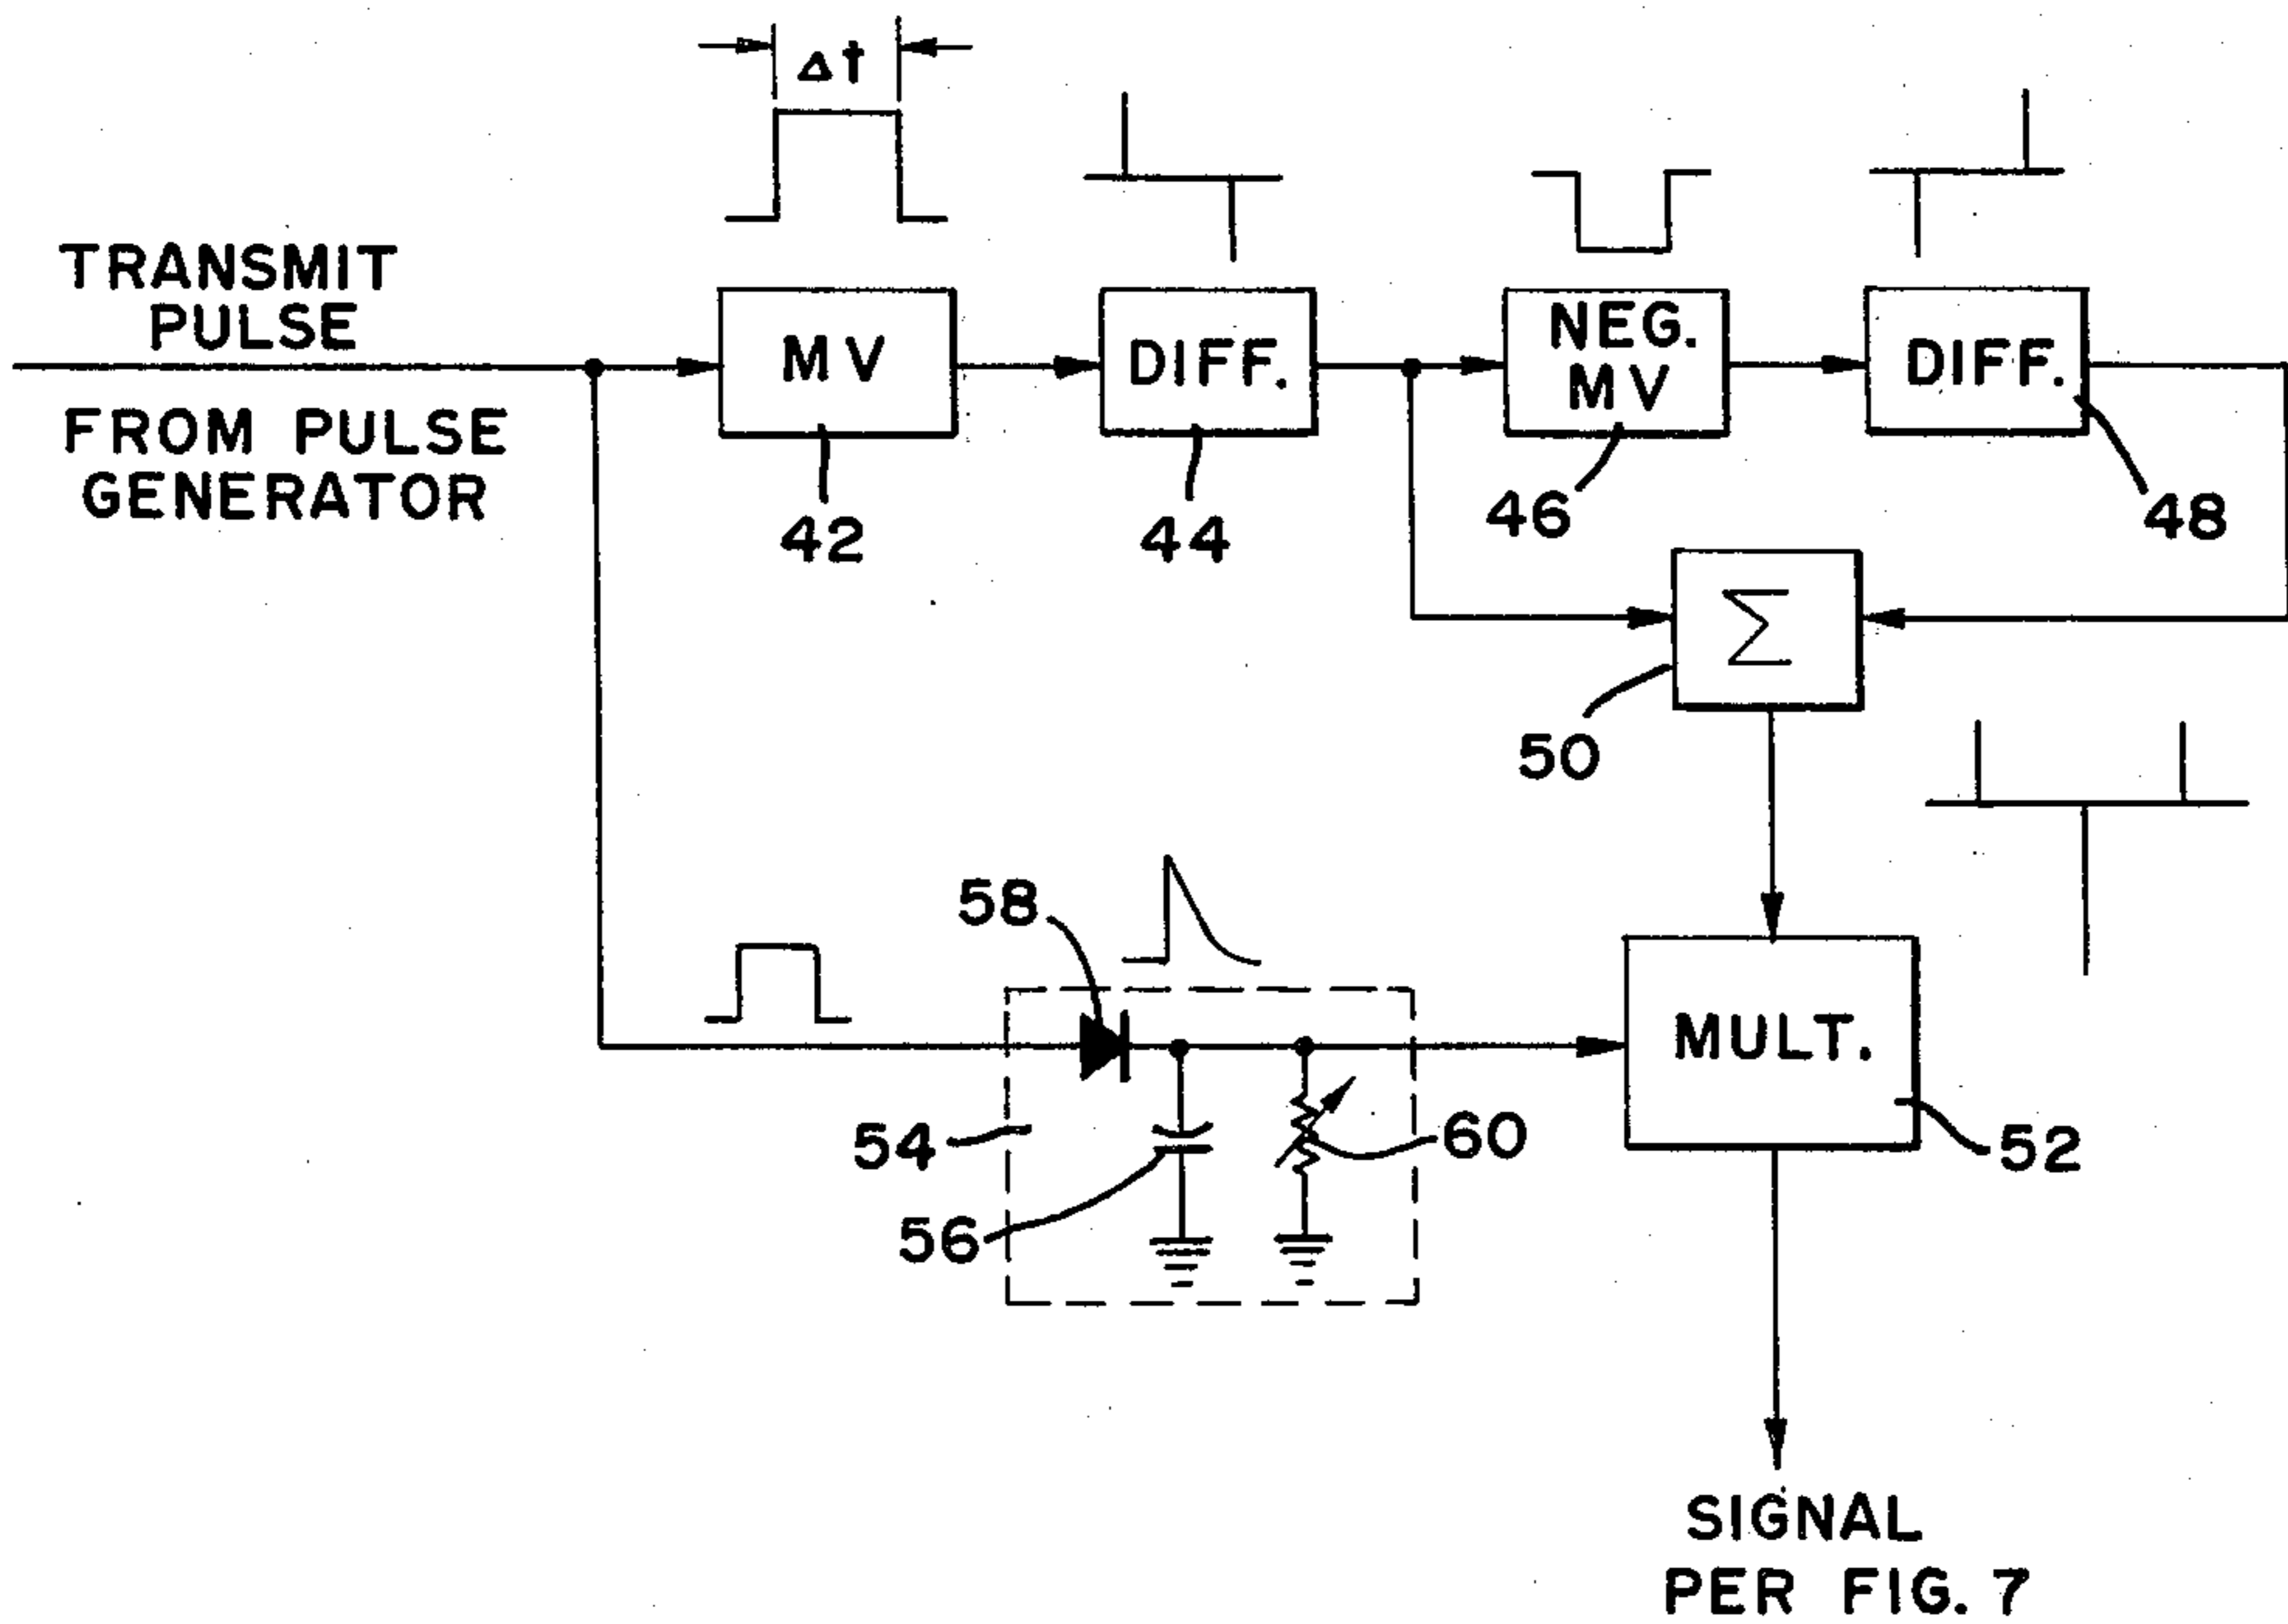 Δt
TRANSMIT
PULSE
FROM PULSE
GENERATOR
MV
DIFF.
NEG.
MV
DIFF.
42
44
46
48
Σ
50
58
MULT.
54
60
52
56
SIGNAL
PER FIG. 7